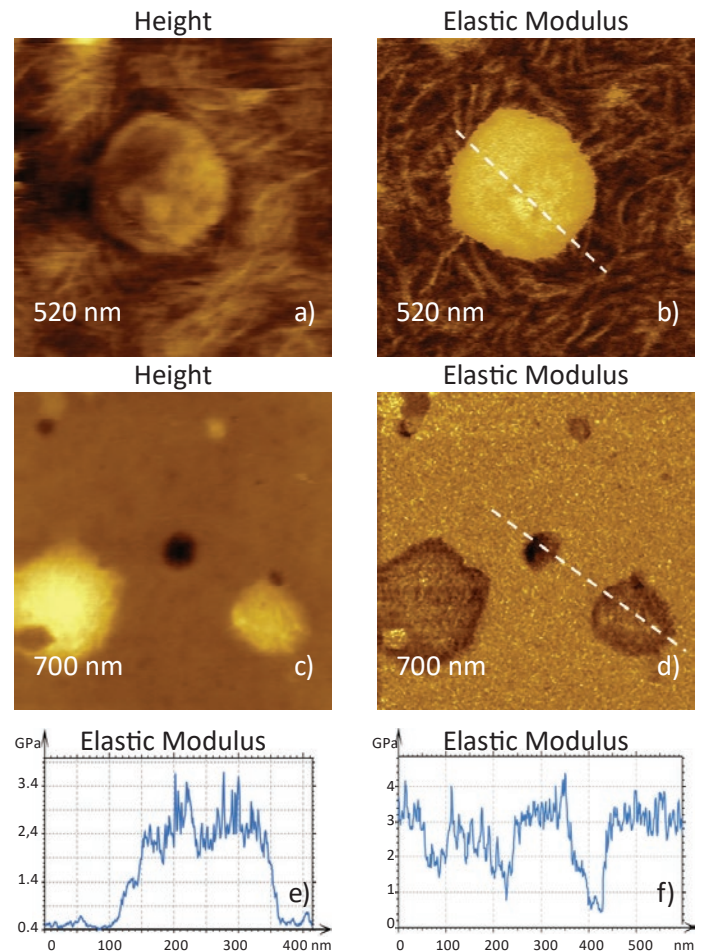 Height
Elastic Modulus
520 nm
a)
520 nm
b)
Height
Elastic Modulus
700 nm
c)
700 nm
d)
GPa
Elastic Modulus
3.4
2.4
1.4
0.4
0
100
200
300
400 nm
e)
GPa
Elastic Modulus
4
3
2
1
0
0
100
200
300
400
500 nm
f)